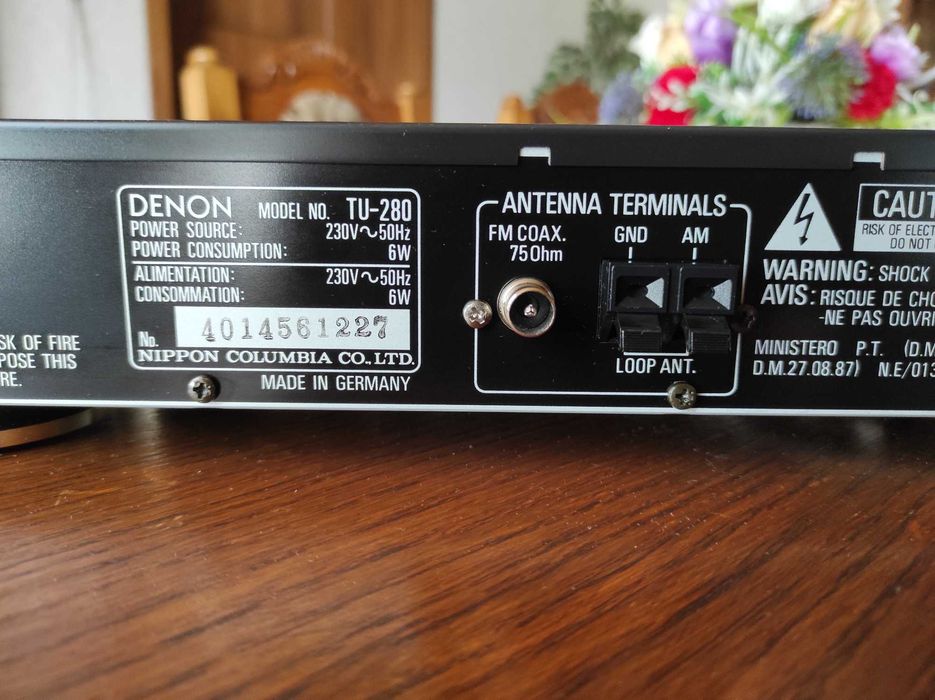 SK OF FIRE
POSE THIS
RE.
DENON MODEL NO. TU-280
POWER SOURCE: 230V~50Hz
POWER CONSUMPTION: 6W
ALIMENTATION: 230V~50Hz
CONSOMMATION: 6W
No. 4014561227
NIPPON COLUMBIA CO., LTD.
MADE IN GERMANY
ANTENNA TERMINALS
FM COAX.
75 Ohm
GND AM
LOOP ANT.
CAUT
RISK OF ELECT
DO NOT
WARNING: SHOCK
AVIS: RISQUE DE CHO
-NE PAS OUVRI
MINISTERO P.T. (D.M
D.M.27.08.87) N.E/013